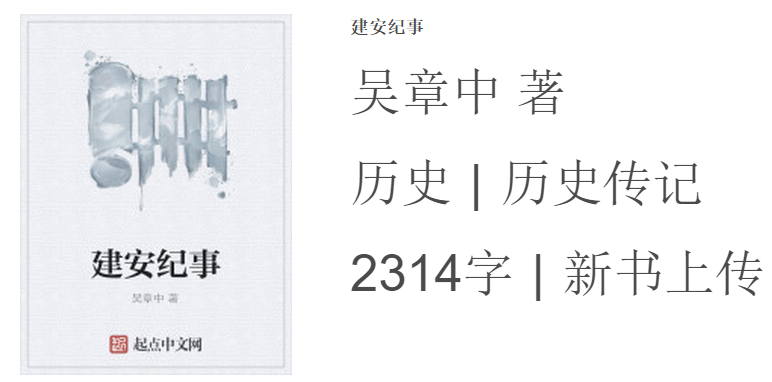 建安纪事
吴章中 著
起点中文网
建安纪事
吴章中 著
历史 | 历史传记
2314字 | 新书上传